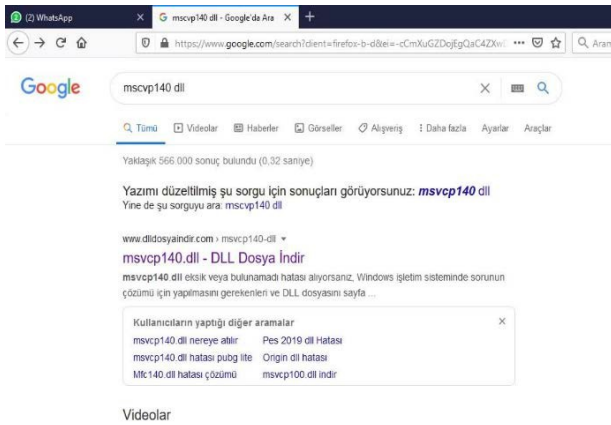 (2) WhatsApp
mscvp140 dll - Google'da Ara
https://www.google.com/search?client=firefox-b-d&ei=-cCmXuGZDojEgQaC4ZXw
Aram
Google
mscvp140 dll
Tümü Videolar Haberler Görseller Alışveriş Daha fazla Ayarlar Araçlar
Yaklaşık 566.000 sonuç bulundu (0,32 saniye)
Yazımı düzeltilmiş şu sorgu için sonuçları görüyorsunuz: msvcp140 dll
Yine de şu sorguyu ara: mscvp140 dll
www.dlldosyaindir.com › msvcp140-dll
msvcp140.dll - DLL Dosya İndir
msvcp140.dll eksik veya bulunamadı hatası alıyorsanız, Windows işletim sisteminde sorunun
çözümü için yapılmasını gerekenleri ve DLL dosyasını sayfa ...
Kullanıcıların yaptığı diğer aramalar
msvcp140.dll nereye atılır Pes 2019 dll Hatası
msvcp140.dll hatası pubg lite Origin dll hatası
Mfc140.dll hatası çözümü msvcp100.dll indir
Videolar